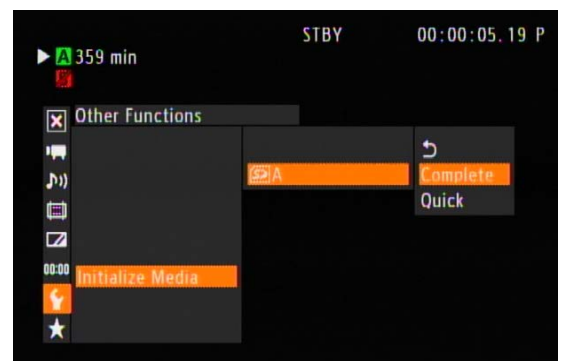 STBY 00:00:05.19 P
A 359 min
Other Functions
A
Complete
Quick
00:00
Initialize Media